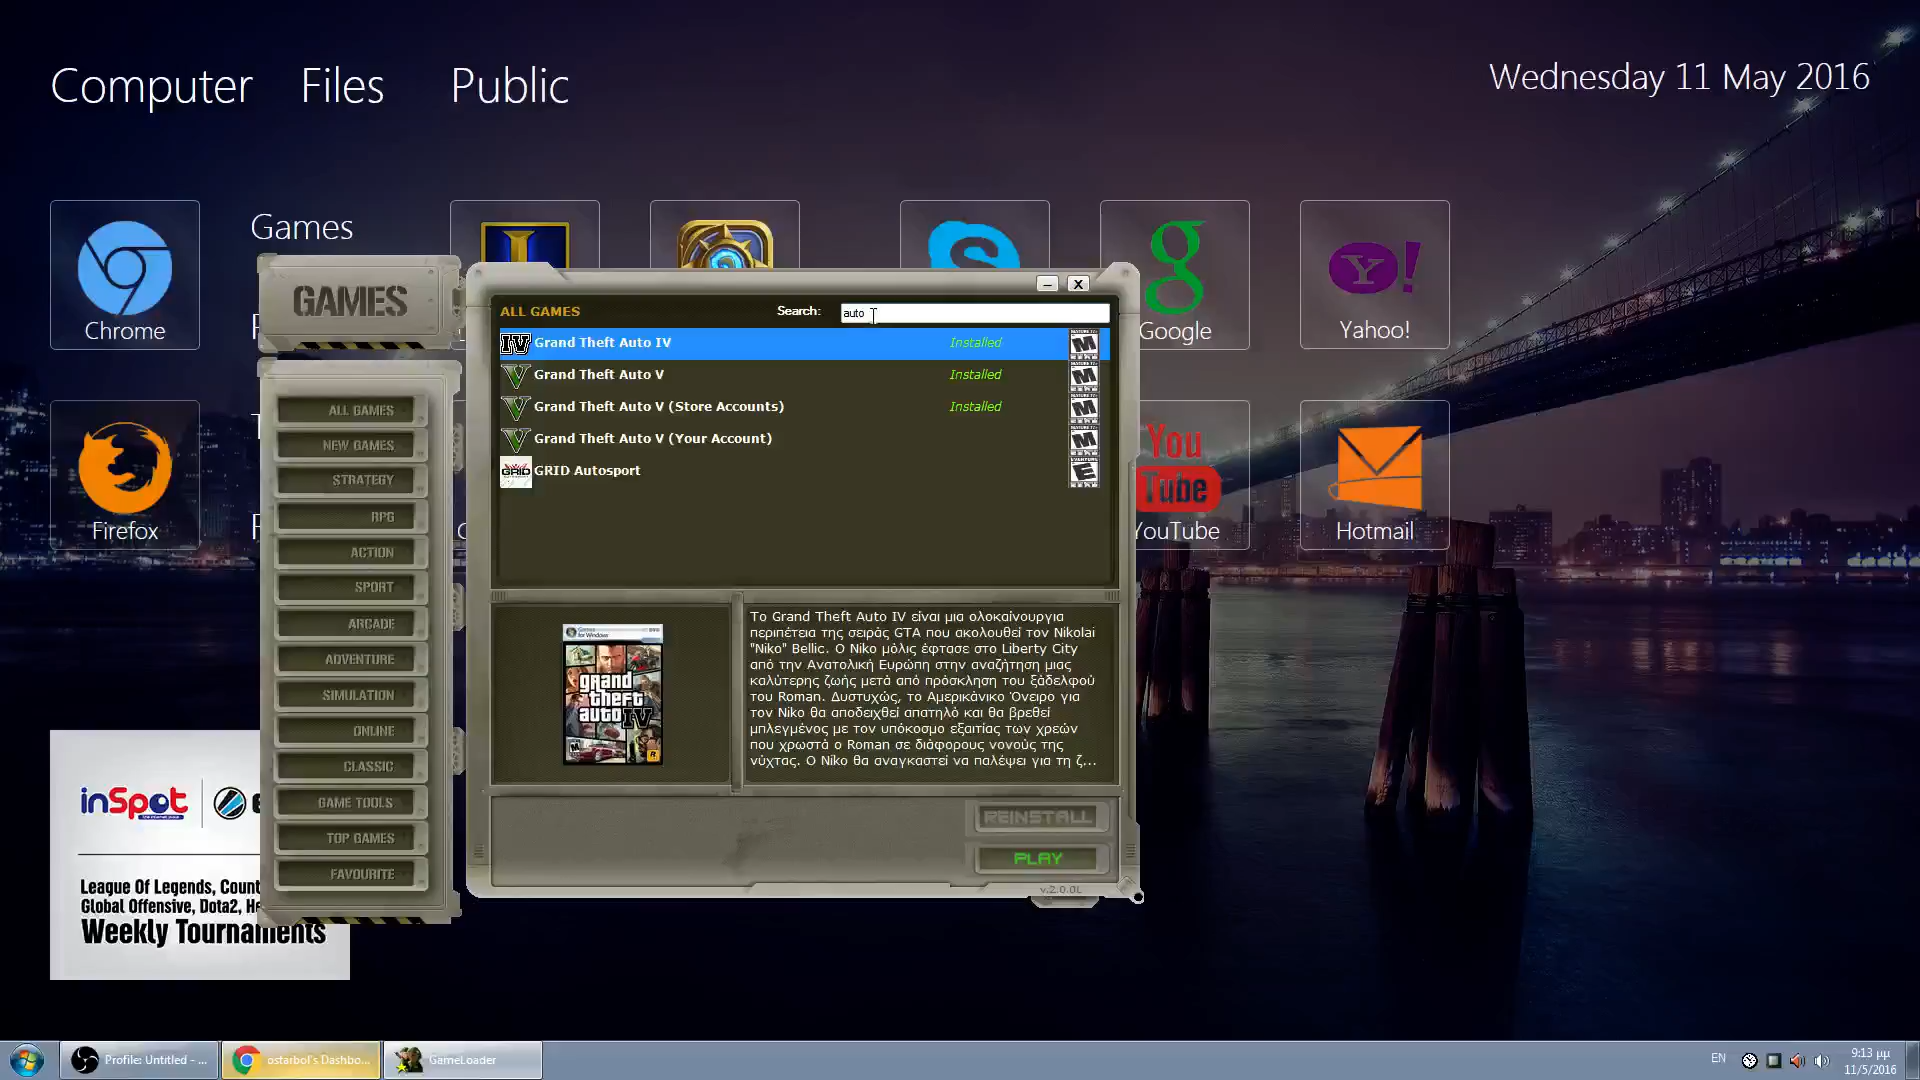 Computer Files Public
Wednesday 11 May 2016
Chrome
Games
Google
Yahoo!
Firefox
You
Tube
YouTube
Hotmail
inSpot
League Of Legends, Count
Global Offensive, Dota2, He
Weekly Tournaments
GAMES
ALL GAMES
NEW GAMES
STRATEGY
RPG
ACTION
SPORT
ARCADE
ADVENTURE
SIMULATION
ONLINE
CLASSIC
GAME TOOLS
TOP GAMES
FAVOURITE
ALL GAMES Search: auto
Grand Theft Auto IV Installed
Grand Theft Auto V Installed
Grand Theft Auto V (Store Accounts) Installed
Grand Theft Auto V (Your Account)
GRID Autosport
grand
theft
auto IV
Το Grand Theft Auto IV είναι μια ολοκαίνουργια
περιπέτεια της σειράς GTA που ακολουθεί τον Nikolai
"Niko" Bellic. Ο Niko μόλις έφτασε στο Liberty City
από την Ανατολική Ευρώπη στην αναζήτηση μιας
καλύτερης ζωής μετά από πρόσκληση του ξάδελφού
του Roman. Δυστυχώς, το Αμερικάνικο Όνειρο για
τον Niko θα αποδειχθεί απατηλό και θα βρεθεί
μπλεγμένος με τον υπόκοσμο εξαιτίας των χρεών
που χρωστά ο Roman σε διάφορους νονούς της
νύχτας. Ο Niko θα αναγκαστεί να παλέψει για τη ζ...
REINSTALL
PLAY
Profile: Untitled - ...
ostarbol's Dashbo...
GameLoader
EN
9:13 μμ
11/5/2016